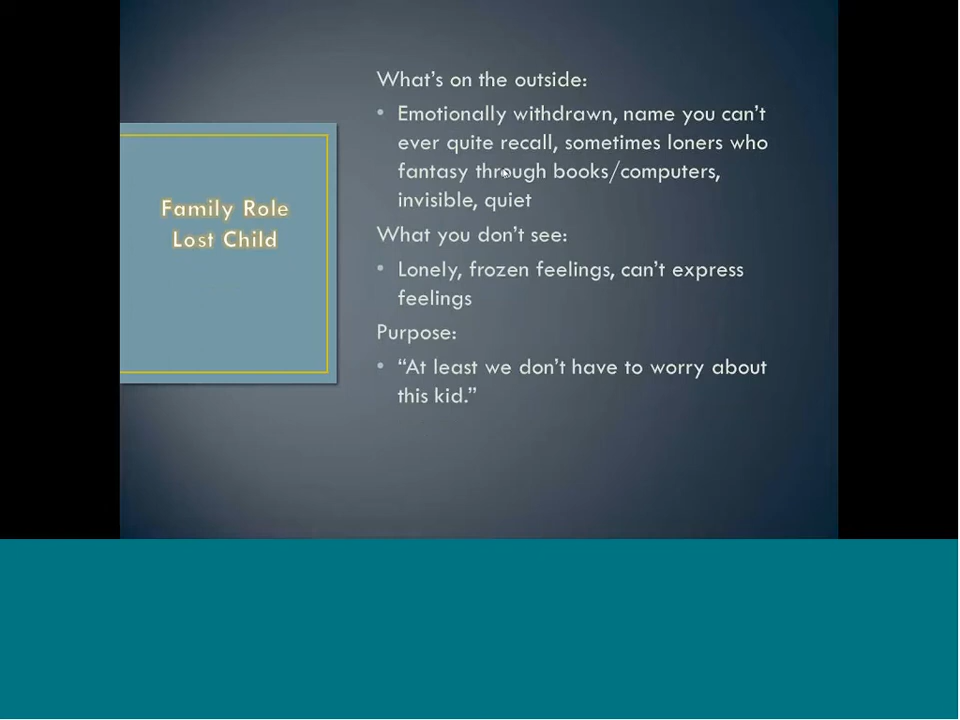 Family Role
Lost Child
What’s on the outside:
• Emotionally withdrawn, name you can’t
ever quite recall, sometimes loners who
fantasy through books/computers,
invisible, quiet
What you don’t see:
• Lonely, frozen feelings, can’t express
feelings
Purpose:
• “At least we don’t have to worry about
this kid.”